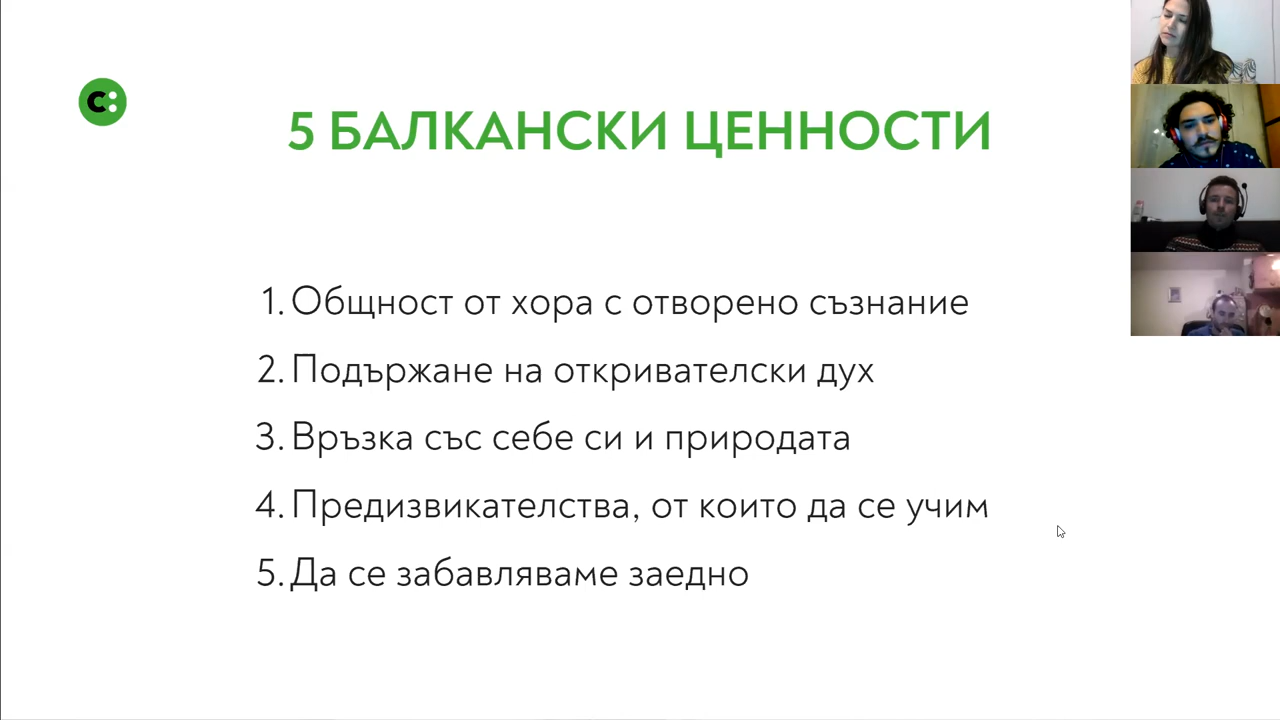 c:
5 БАЛКАНСКИ ЦЕННОСТИ
1. Общност от хора с отворено съзнание
2. Подържане на откривателски дух
3. Връзка със себе си и природата
4. Предизвикателства, от които да се учим
5. Да се забавляваме заедно